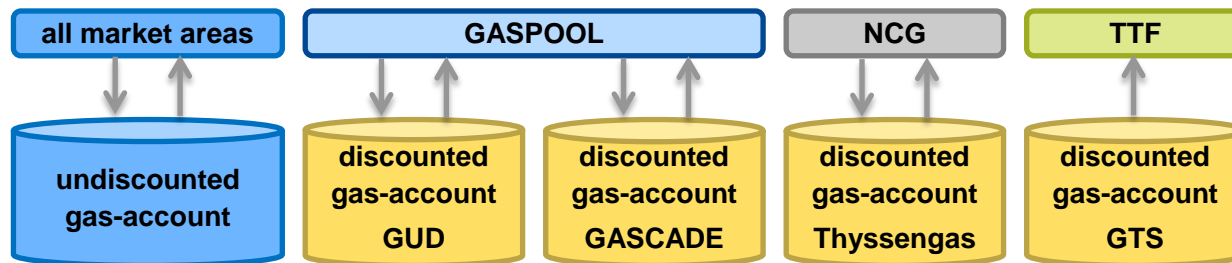 all market areas
GASPOOL
NCG
TTF
undiscounted
gas-account
discounted
gas-account
GUD
discounted
gas-account
GASCADE
discounted
gas-account
Thyssengas
discounted
gas-account
GTS